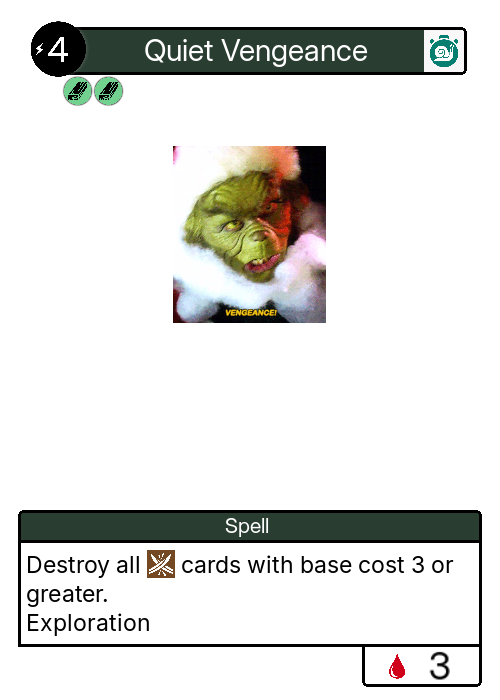 4
Quiet Vengeance
VENGEANCE!
Spell
Destroy all cards with base cost 3 or
greater.
Exploration
3